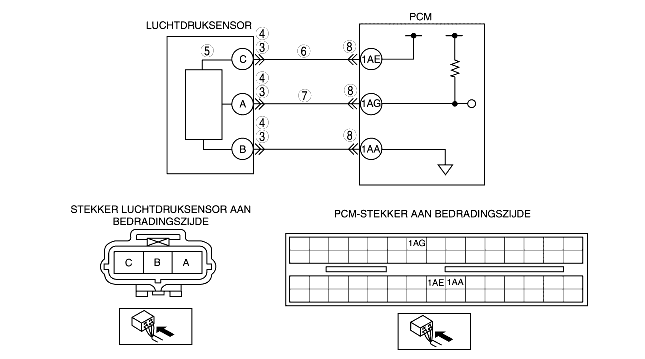 LUCHTDRUKSENSOR
PCM
4
5 C 3 6 8 1AE
4
A 3 7 8 1AG
4
B 3 8 1AA
STEKKER LUCHTDRUKSENSOR AAN
BEDRADINGSZIJDE
PCM-STEKKER AAN BEDRADINGSZIJDE
C B A
1AG
1AE 1AA